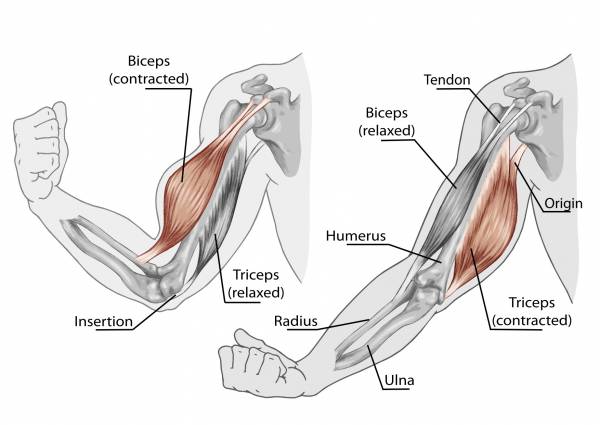 Biceps
(contracted)
Triceps
(relaxed)
Insertion
Tendon
Biceps
(relaxed)
Origin
Humerus
Triceps
(contracted)
Radius
Ulna